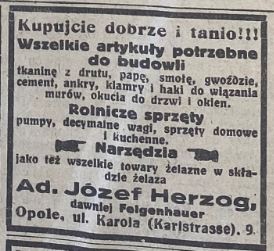 Kupujcie dobrze i tanio!!!
Wszelkie artykuły potrzebne
do budowli
tkaninę z drutu, papę, smołę, gwoździe,
cement, ankry, klamry i haki do wiązania
murów, okucia do drzwi i okien.
Rolnicze sprzęty
pumpy, decymalne wagi, sprzęty domowe
i kuchenne.
Narzędzia
jako też wszelkie towary żelazne w skła-
dzie żelaza
Ad. Józef Herzog,
dawniej Felgenhauer
Opole, ul. Karola (Karlstrasse). 9.